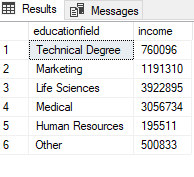 Results Messages
educationfield income
1 Technical Degree 760096
2 Marketing 1191310
3 Life Sciences 3922895
4 Medical 3056734
5 Human Resources 195511
6 Other 500833